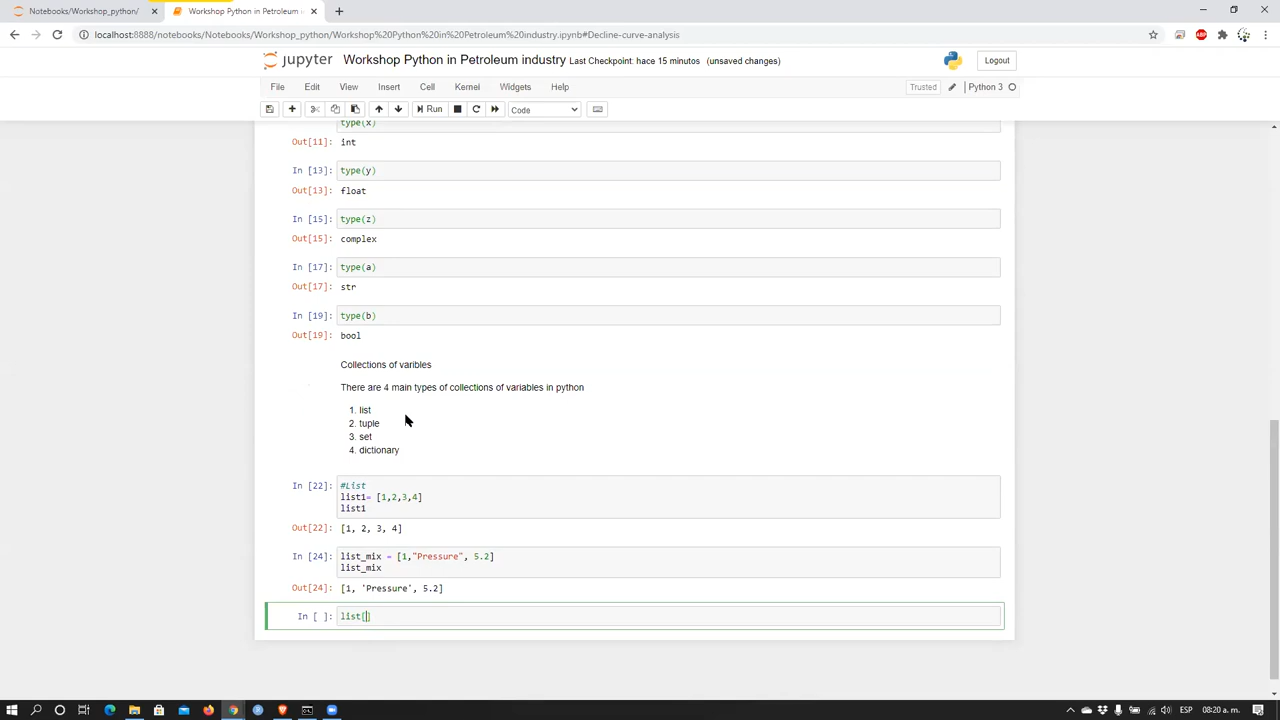 Notebooks/Workshop_python/
Workshop Python in Petroleum in
localhost:8888/notebooks/Notebooks/Workshop_python/Workshop%20Python%20in%20Petroleum%20industry.ipynb#Decline-curve-analysis
ABP
jupyter Workshop Python in Petroleum industry Last Checkpoint: hace 15 minutos (unsaved changes)
Logout
File Edit View Insert Cell Kernel Widgets Help
Trusted Python 3
Run Code
type(x)
Out[11]: int
In [13]: type(y)
Out[13]: float
In [15]: type(z)
Out[15]: complex
In [17]: type(a)
Out[17]: str
In [19]: type(b)
Out[19]: bool
Collections of varibles
There are 4 main types of collections of variables in python
1. list
2. tuple
3. set
4. dictionary
In [22]: #List
list1= [1,2,3,4]
list1
Out[22]: [1, 2, 3, 4]
In [24]: list_mix = [1,"Pressure", 5.2]
list_mix
Out[24]: [1, 'Pressure', 5.2]
In [ ]: list[]
ESP 08:20 a. m.